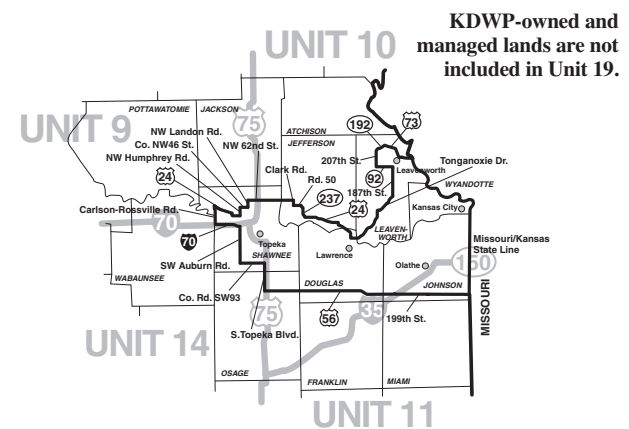 KDWP-owned and
managed lands are not
included in Unit 19.
UNIT 10
POTTAWATOMIE
JACKSON
UNIT 9
75
192
73
NW Landon Rd.
ATCHISON
Co. NW46 St.
NW 62nd St.
JEFFERSON
NW Humphrey Rd.
207th St.
Leavenworth
Tonganoxie Dr.
24
Clark Rd.
Rd. 50
92
187th St.
WYANDOTTE
237
24
Kansas City
Carlson-Rossville Rd.
70
LEAVEN-
WORTH
70
Topeka
SHAWNEE
Lawrence
Missouri/Kansas
State Line
SW Auburn Rd.
Olathe
150
WABAUNSEE
DOUGLAS
JOHNSON
Co. Rd. SW93
MISSOURI
75
56
35
199th St.
UNIT 14
S.Topeka Blvd.
OSAGE
FRANKLIN
MIAMI
UNIT 11